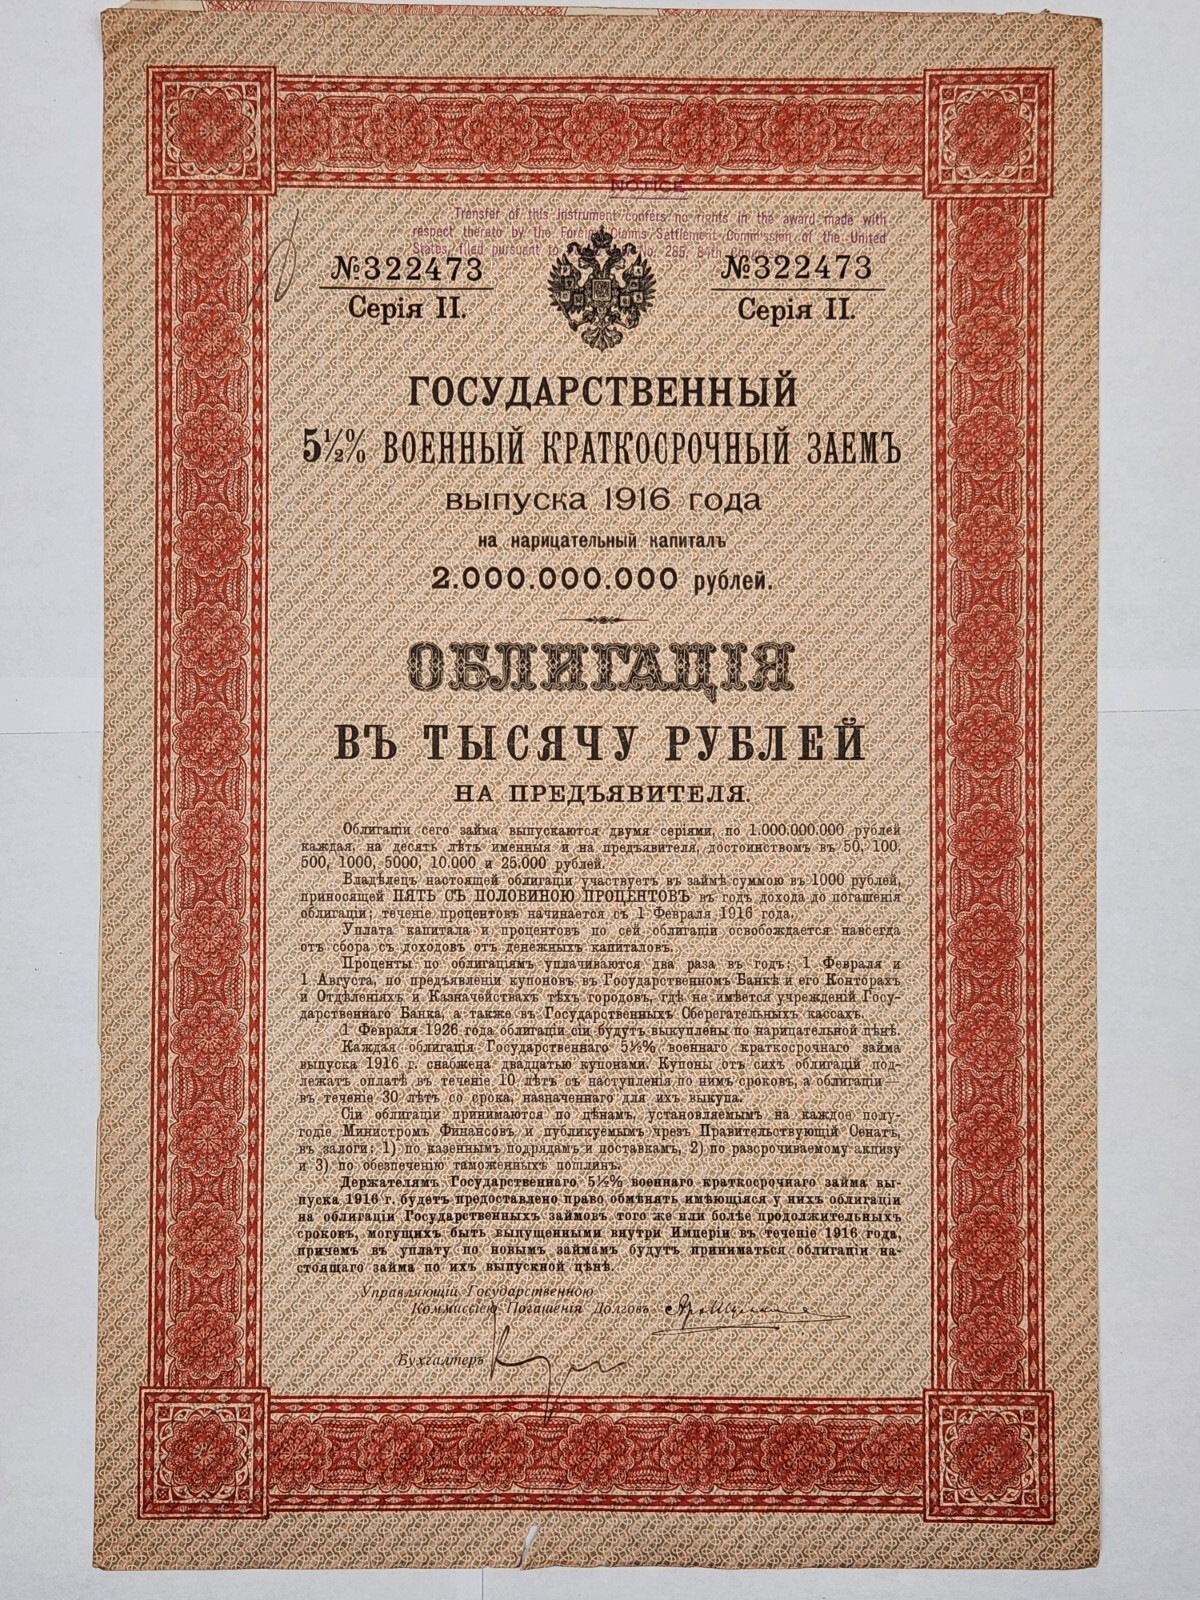 NOTICE
Transfer of this instrument confers no rights in the award made with
respect thereto by the Foreign Claims Settlement Commission of the United
States, filed pursuant to No. 285, 84th
№322473
Серія II.
№322473
Серія II.
ГОСУДАРСТВЕННЫЙ
5½% ВОЕННЫЙ КРАТКОСРОЧНЫЙ ЗАЕМЪ
выпуска 1916 года
на нарицательный капиталъ
2.000.000.000 рублей.
ОБЛИГАЦІЯ
ВЪ ТЫСЯЧУ РУБЛЕЙ
НА ПРЕДЪЯВИТЕЛЯ.
Облигаціи сего займа выпускаются двумя серіями, по 1.000.000.000 рублей
каждая, на десять лѣтъ именныя и на предъявителя, достоинствомъ въ 50, 100,
500, 1000, 5000, 10.000 и 25.000 рублей.
Владѣлецъ настоящей облигаціи участвуетъ въ займѣ суммою въ 1000 рублей,
приносящей ПЯТЬ СЪ ПОЛОВИНОЮ ПРОЦЕНТОВЪ въ годъ дохода до погашенія
облигаціи; теченіе процентовъ начинается съ 1 Февраля 1916 года.
Уплата капитала и процентовъ по сей облигаціи освобождается навсегда
отъ сбора съ доходовъ отъ денежныхъ капиталовъ.
Проценты по облигаціямъ уплачиваются два раза въ годъ: 1 Февраля и
1 Августа, по предъявленіи купоновъ въ Государственномъ Банкѣ и его Конторахъ
и Отдѣленіяхъ и Казначействахъ тѣхъ городовъ, гдѣ не имѣется учрежденій Госу-
дарственнаго Банка, а также въ Государственныхъ Сберегательныхъ кассахъ.
1 Февраля 1926 года облигаціи сіи будутъ выкуплены по нарицательной цѣнѣ.
Каждая облигація Государственнаго 5½% военнаго краткосрочнаго займа
выпуска 1916 г. снабжена двадцатью купонами. Купоны отъ сихъ облигацій под-
лежатъ оплатѣ въ теченіе 10 лѣтъ съ наступленія по нимъ сроковъ, а облигаціи—
въ теченіе 30 лѣтъ со срока, назначеннаго для ихъ выкупа.
Сіи облигаціи принимаются по цѣнамъ, установляемымъ на каждое полу-
годіе Министромъ Финансовъ и публикуемымъ чрезъ Правительствующій Сенатъ,
въ залоги: 1) по казеннымъ подрядамъ и поставкамъ, 2) по разсрочиваемому акцизу
и 3) по обезпеченію таможенныхъ пошлинъ.
Держателямъ Государственнаго 5½% военнаго краткосрочнаго займа вы-
пуска 1916 г. будетъ предоставлено право обмѣнять имѣющіяся у нихъ облигаціи
на облигаціи Государственныхъ займовъ того же или болѣе продолжительныхъ
сроковъ, могущихъ быть выпущенными внутри Имперіи въ теченіе 1916 года,
причемъ въ уплату по новымъ займамъ будутъ приниматься облигаціи на-
стоящаго займа по ихъ выпускной цѣнѣ.
Управляющій Государственною
Коммиссіею Погашенія Долговъ
Бухгалтеръ